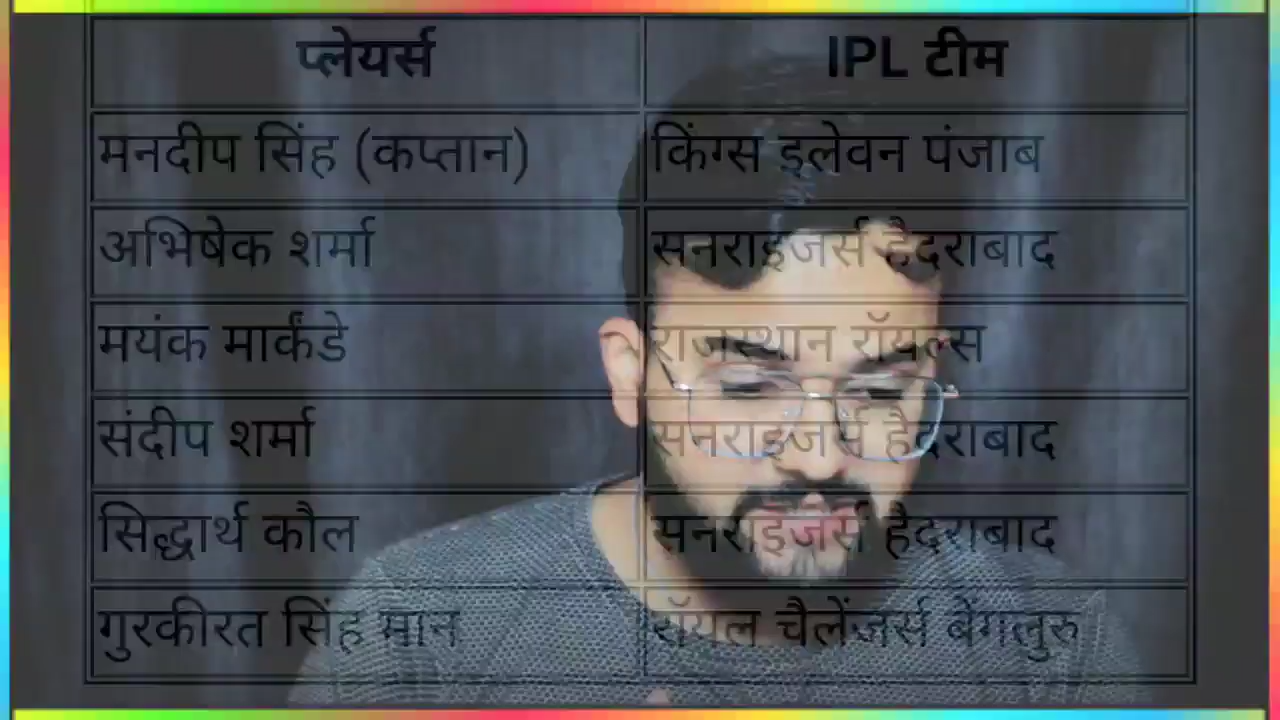 प्लेयर्स IPL टीम
मनदीप सिंह (कप्तान) किंग्स इलेवन पंजाब
अभिषेक शर्मा सनराइजर्स हैदराबाद
मयंक मार्कंडे राजस्थान रॉयल्स
संदीप शर्मा सनराइजर्स हैदराबाद
सिद्धार्थ कौल सनराइजर्स हैदराबाद
गुरकीरत सिंह मान रॉयल चैलेंजर्स बेंगलुरु